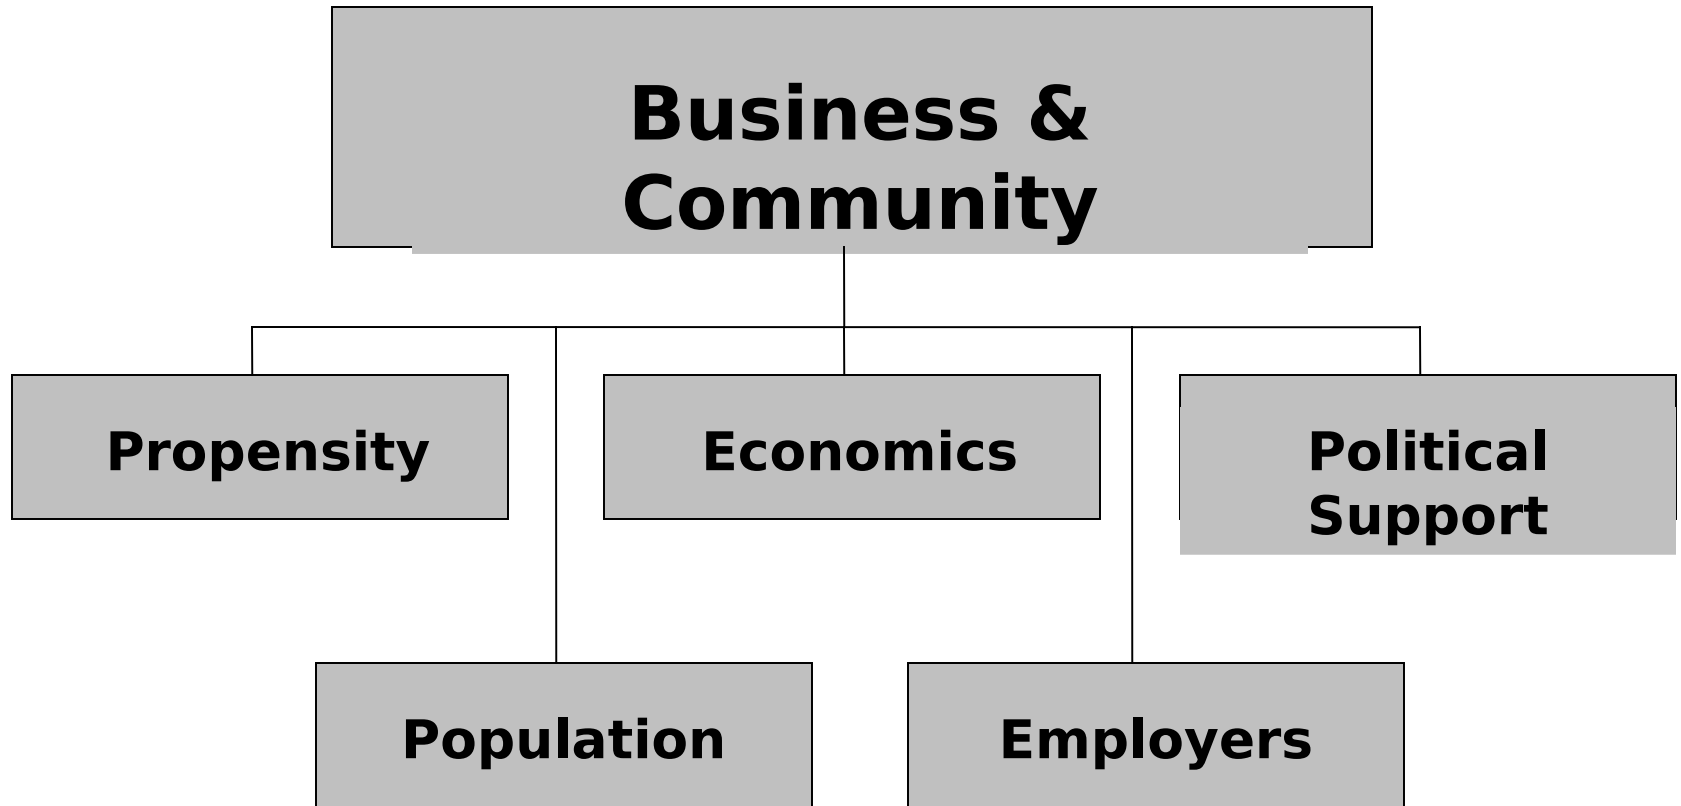 Business &
Community
Propensity
Economics
Political
Support
Population
Employers